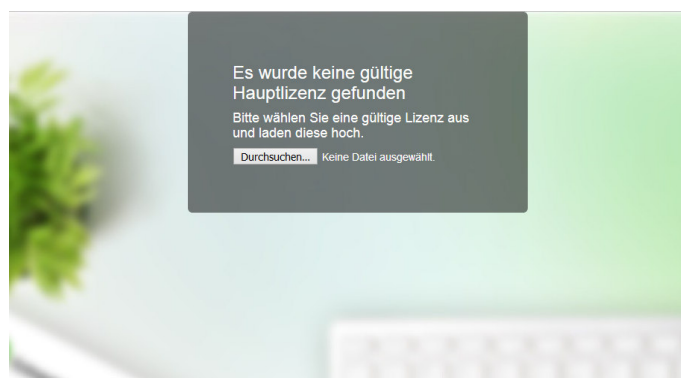 Es wurde keine gültige
Hauptlizenz gefunden
Bitte wählen Sie eine gültige Lizenz aus
und laden diese hoch.
Durchsuchen... Keine Datei ausgewählt.